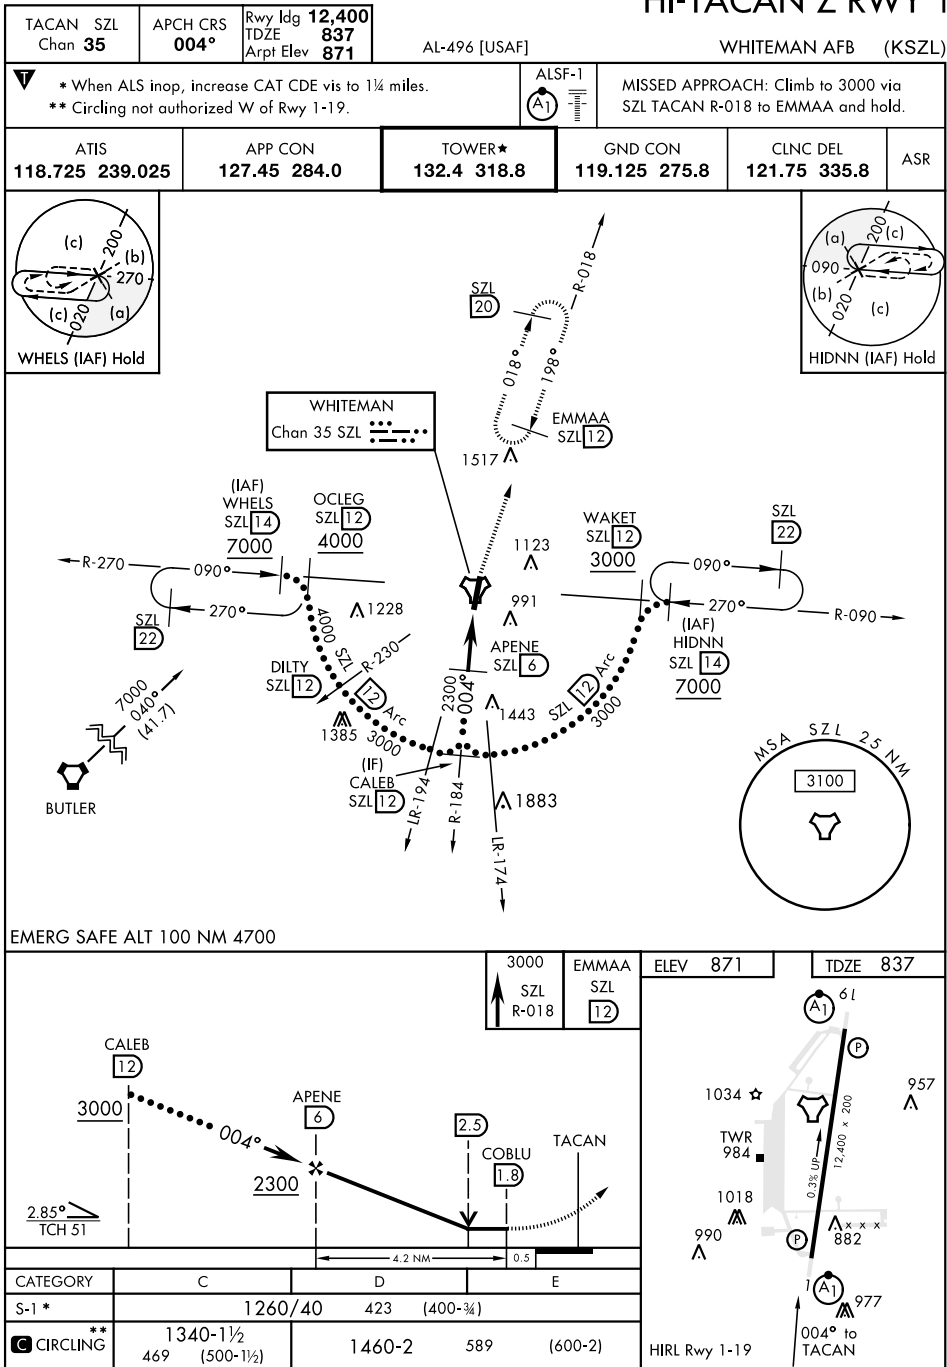 HI-TACAN Z RWY 1
TACAN SZL
Chan 35
APCH CRS
004°
Rwy ldg 12,400
TDZE 837
Arpt Elev 871
AL-496 [USAF]
WHITEMAN AFB (KSZL)
T
* When ALS inop, increase CAT CDE vis to 1¼ miles.
** Circling not authorized W of Rwy 1-19.
ALSF-1
A1
MISSED APPROACH: Climb to 3000 via
SZL TACAN R-018 to EMMAA and hold.
ATIS
118.725 239.025
APP CON
127.45 284.0
TOWER★
132.4 318.8
GND CON
119.125 275.8
CLNC DEL
121.75 335.8
ASR
(c)
200
(b)
270
(c)
020
(a)
WHELS (IAF) Hold
(a)
200
(c)
090
(b)
020
(c)
HIDNN (IAF) Hold
R-018
SZL
20
018°
198°
EMMAA
SZL 12
1517
WHITEMAN
Chan 35 SZL
(IAF)
WHELS
SZL 14
7000
OCLEG
SZL 12
4000
WAKET
SZL 12
3000
SZL
22
1123
R-270
090°
270°
SZL
22
1228
991
090°
270°
R-090
(IAF)
HIDNN
SZL 14
7000
4000 SZL 12 Arc 3000
R-230
DILTY
SZL 12
APENE
SZL 6
2300
004°
1443
SZL 12 Arc
3000
1385
7000
040°
(41.7)
BUTLER
(IF)
CALEB
SZL 12
LR-194
R-184
LR-174
1883
MSA SZL 25 NM
3100
EMERG SAFE ALT 100 NM 4700
3000
SZL
R-018
EMMAA
SZL
12
ELEV 871
TDZE 837
CALEB
12
3000
004°
APENE
6
2300
2.5
COBLU
1.8
TACAN
2.85°
TCH 51
4.2 NM
0.5
A1
19
P
1034
957
TWR
984
0.3% UP
12,400 x 200
1018
990
882
x x x
P
1
A1
977
004° to
TACAN
HIRL Rwy 1-19
CATEGORY C D E
S-1 * 1260/40 423 (400-¾)
C CIRCLING ** 1340-1½
469 (500-1½)
1460-2 589 (600-2)